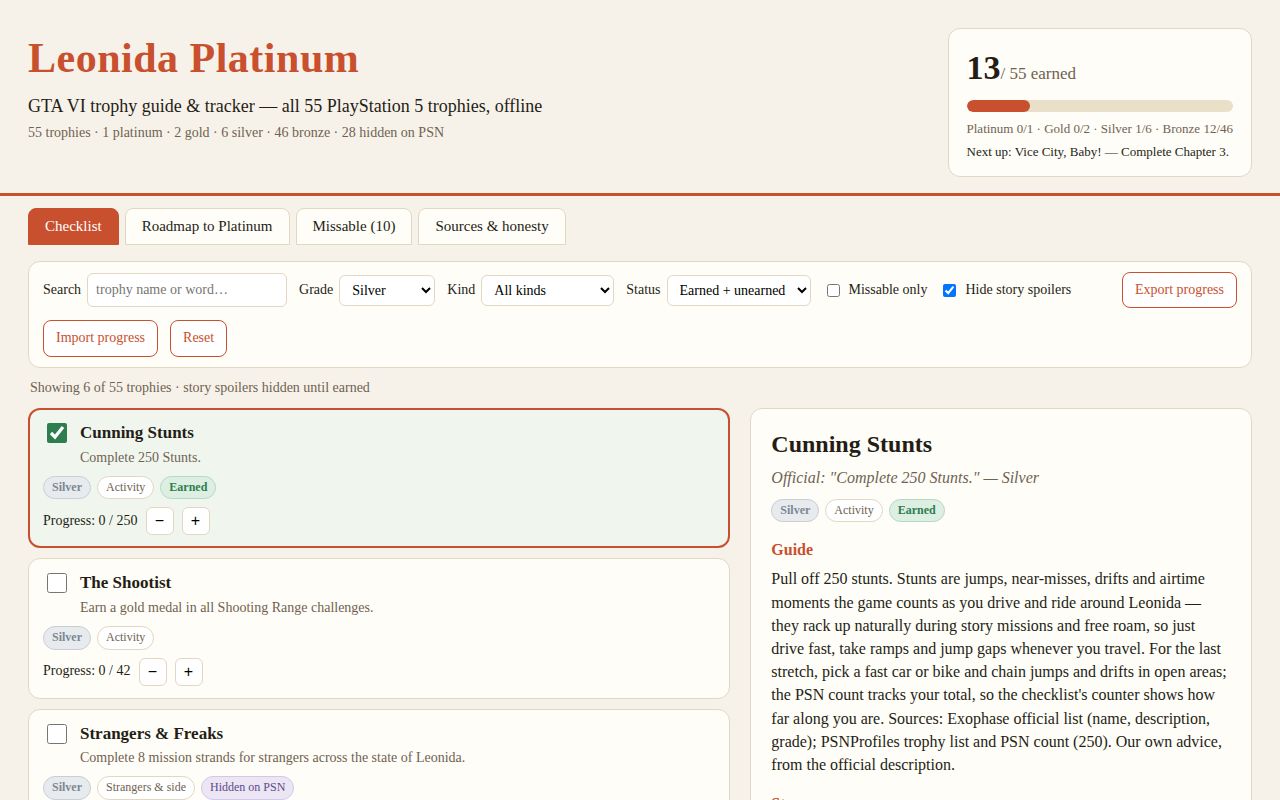 Leonida Platinum
GTA VI trophy guide & tracker — all 55 PlayStation 5 trophies, offline
55 trophies · 1 platinum · 2 gold · 6 silver · 46 bronze · 28 hidden on PSN
13/ 55 earned
Platinum 0/1 · Gold 0/2 · Silver 1/6 · Bronze 12/46
Next up: Vice City, Baby! — Complete Chapter 3.
Checklist
Roadmap to Platinum
Missable (10)
Sources & honesty
Search trophy name or word… Grade Silver Kind All kinds Status Earned + unearned Missable only Hide story spoilers Export progress
Import progress Reset
Showing 6 of 55 trophies · story spoilers hidden until earned
Cunning Stunts
Complete 250 Stunts.
Silver Activity Earned
Progress: 0 / 250 − +
The Shootist
Earn a gold medal in all Shooting Range challenges.
Silver Activity
Progress: 0 / 42 − +
Strangers & Freaks
Complete 8 mission strands for strangers across the state of Leonida.
Silver Strangers & side Hidden on PSN
Cunning Stunts
Official: "Complete 250 Stunts." — Silver
Silver Activity Earned
Guide
Pull off 250 stunts. Stunts are jumps, near-misses, drifts and airtime
moments the game counts as you drive and ride around Leonida —
they rack up naturally during story missions and free roam, so just
drive fast, take ramps and jump gaps whenever you travel. For the last
stretch, pick a fast car or bike and chain jumps and drifts in open areas;
the PSN count tracks your total, so the checklist's counter shows how
far along you are. Sources: Exophase official list (name, description,
grade); PSNProfiles trophy list and PSN count (250). Our own advice,
from the official description.